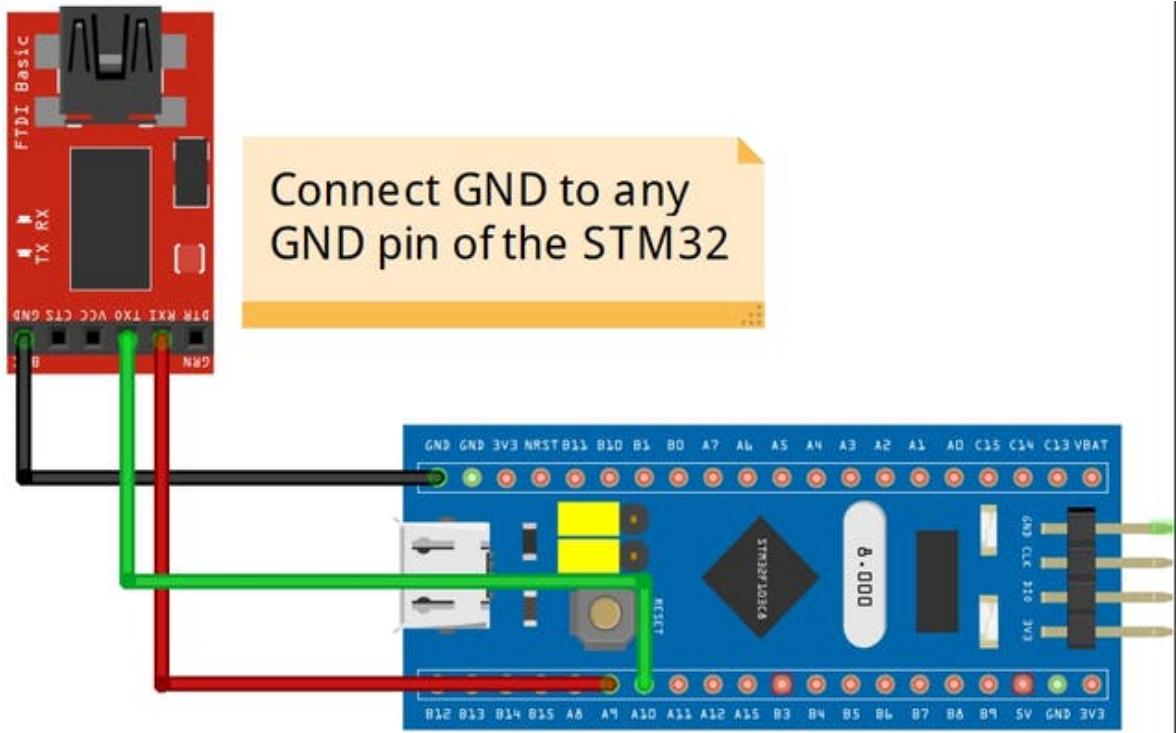 FTDI Basic
TX RX
GND CTS VCC TXO RXI DTR
GRN
Connect GND to any
GND pin of the STM32
GND GND 3V3 NRST B11 B10 B1 B0 A7 A6 A5 A4 A3 A2 A1 A0 C15 C14 C13 VBAT
STM32F103C8
8.000
RESET
GND
CLK
DIO
3V3
B12 B13 B14 B15 A8 A9 A10 A11 A12 A15 B3 B4 B5 B6 B7 B8 B9 5V GND 3V3